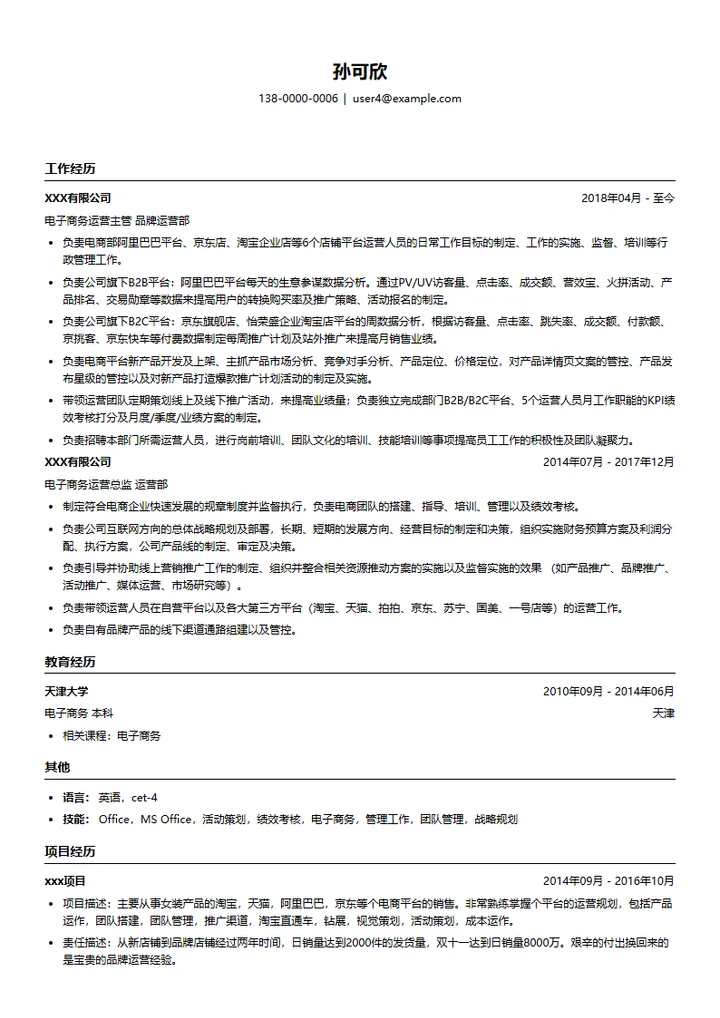 孙可欣
138-0000-0006 | user4@example.com
工作经历
XXX有限公司 2018年04月 - 至今
电子商务运营主管 品牌运营部
• 负责电商部阿里巴巴平台、京东店、淘宝企业店等6个店铺平台运营人员的日常工作目标的制定、工作的实施、监督、培训等行
政管理工作。
• 负责公司旗下B2B平台：阿里巴巴平台每天的生意参谋数据分析。通过PV/UV访客量、点击率、成交额、营效宝、火拼活动、产
品排名、交易勋章等数据来提高用户的转换购买率及推广策略、活动报名的制定。
• 负责公司旗下B2C平台：京东旗舰店、怡荣盛企业淘宝店平台的周数据分析，根据访客量、点击率、跳失率、成交额、付款额、
京挑客、京东快车等付费数据制定每周推广计划及站外推广来提高月销售业绩。
• 负责电商平台新产品开发及上架、主抓产品市场分析、竞争对手分析、产品定位、价格定位，对产品详情页文案的管控、产品发
布星级的管控以及对新产品打造爆款推广计划活动的制定及实施。
• 带领运营团队定期策划线上及线下推广活动，来提高业绩量；负责独立完成部门B2B/B2C平台、5个运营人员月工作职能的KPI绩
效考核打分及月度/季度/业绩方案的制定。
• 负责招聘本部门所需运营人员，进行岗前培训、团队文化的培训、技能培训等事项提高员工工作的积极性及团队凝聚力。
XXX有限公司 2014年07月 - 2017年12月
电子商务运营总监 运营部
• 制定符合电商企业快速发展的规章制度并监督执行，负责电商团队的搭建、指导、培训、管理以及绩效考核。
• 负责公司互联网方向的总体战略规划及部署，长期、短期的发展方向、经营目标的制定和决策，组织实施财务预算方案及利润分
配、执行方案，公司产品线的制定、审定及决策。
• 负责引导并协助线上营销推广工作的制定、组织并整合相关资源推动方案的实施以及监督实施的效果 （如产品推广、品牌推广、
活动推广、媒体运营、市场研究等）。
• 负责带领运营人员在自营平台以及各大第三方平台（淘宝、天猫、拍拍、京东、苏宁、国美、一号店等）的运营工作。
• 负责自有品牌产品的线下渠道通路组建以及管控。
教育经历
天津大学 2010年09月 - 2014年06月
电子商务 本科 天津
• 相关课程：电子商务
其他
• 语言： 英语，cet-4
• 技能： Office，MS Office，活动策划，绩效考核，电子商务，管理工作，团队管理，战略规划
项目经历
xxx项目 2014年09月 - 2016年10月
• 项目描述：主要从事女装产品的淘宝，天猫，阿里巴巴，京东等个电商平台的销售。非常熟练掌握个平台的运营规划，包括产品
运作，团队搭建，团队管理，推广渠道，淘宝直通车，钻展，视觉策划，活动策划，成本运作。
• 责任描述：从新店铺到品牌店铺经过两年时间，日销量达到2000件的发货量，双十一达到日销量8000万。艰辛的付出换回来的
是宝贵的品牌运营经验。